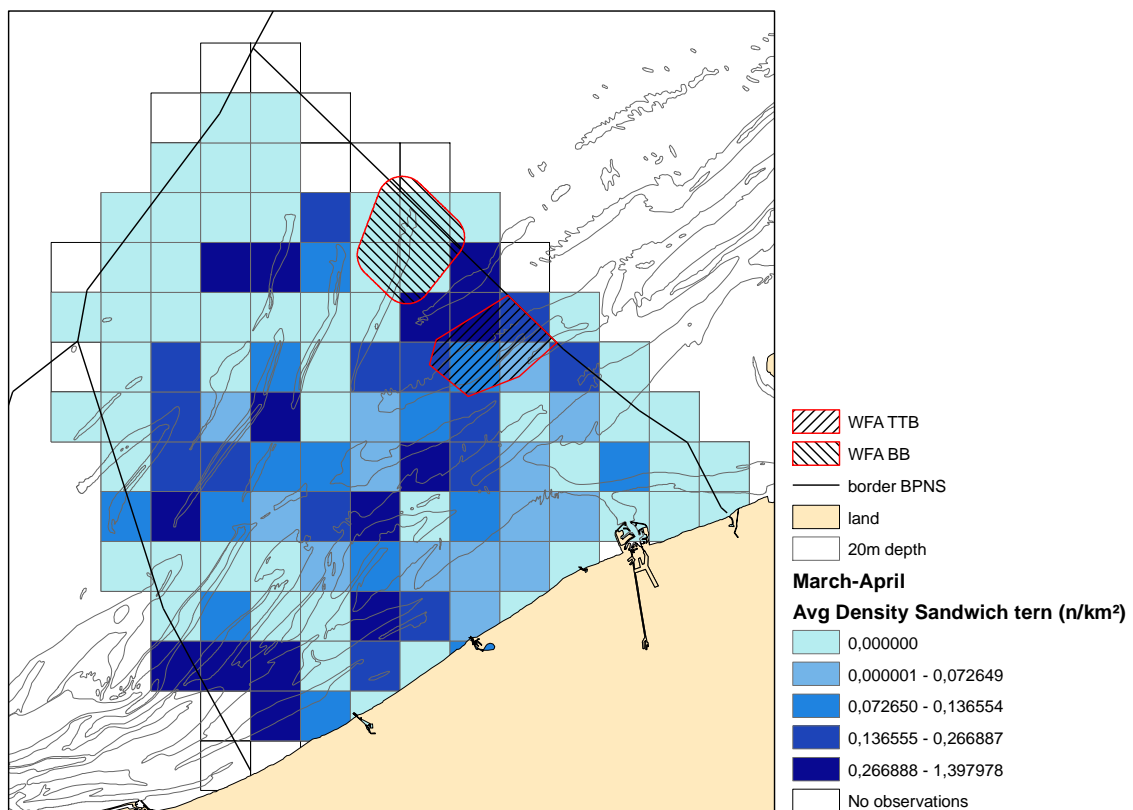 WFA TTB
WFA BB
border BPNS
land
20m depth
March-April
Avg Density Sandwich tern (n/km²)
0,000000
0,000001 - 0,072649
0,072650 - 0,136554
0,136555 - 0,266887
0,266888 - 1,397978
No observations